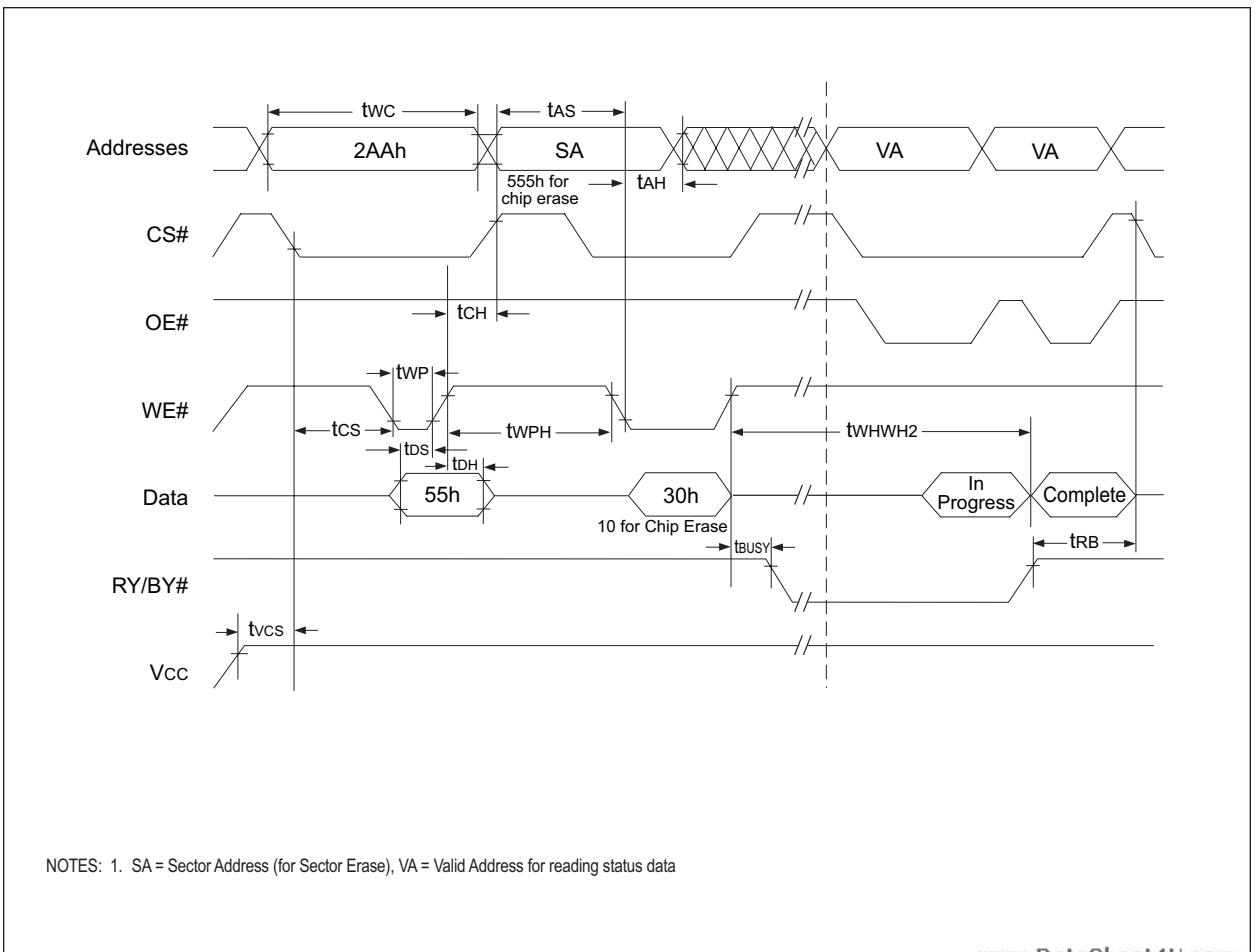 tWC
tAS
Addresses
2AAh
SA
VA
VA
555h for
chip erase
tAH
CS#
OE#
tCH
tWP
WE#
tCS
tWPH
tWHWH2
tDS
tDH
Data
55h
30h
In
Progress
Complete
10 for Chip Erase
tBUSY
tRB
RY/BY#
tVCS
VCC
NOTES: 1. SA = Sector Address (for Sector Erase), VA = Valid Address for reading status data